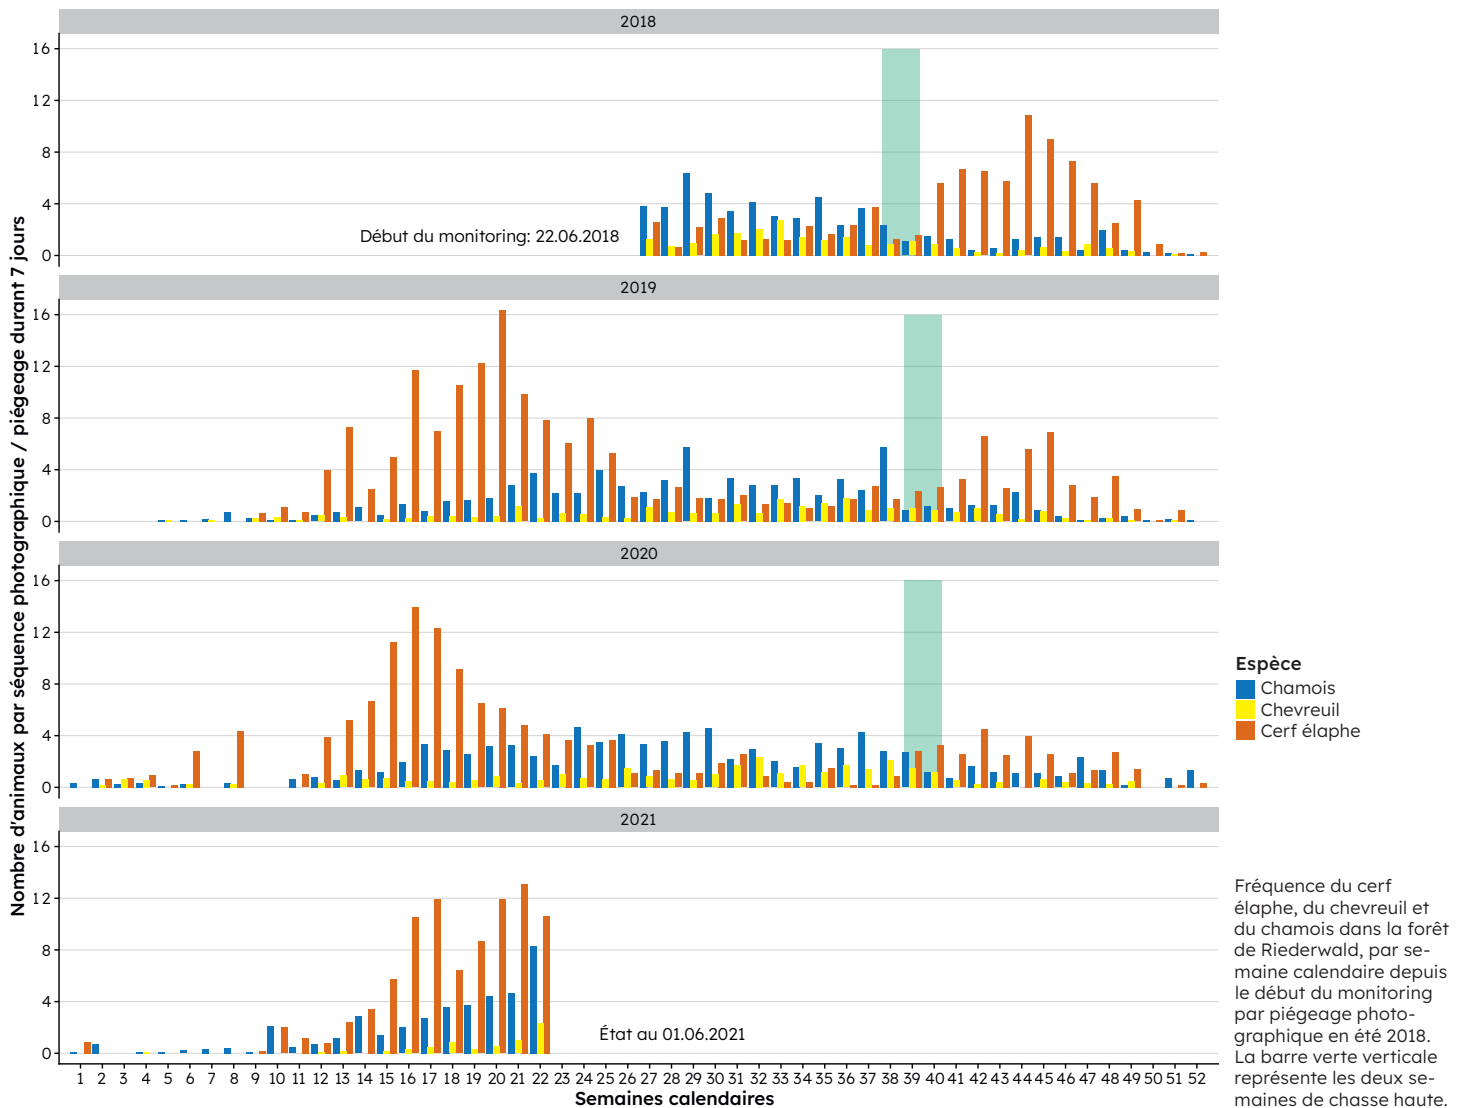 Nombre d'animaux par séquence photographique / piégeage durant 7 jours
2018
16
12
8
4
0
Début du monitoring: 22.06.2018
2019
16
12
8
4
0
2020
16
12
8
4
0
2021
16
12
8
4
0
État au 01.06.2021
1 2 3 4 5 6 7 8 9 10 11 12 13 14 15 16 17 18 19 20 21 22 23 24 25 26 27 28 29 30 31 32 33 34 35 36 37 38 39 40 41 42 43 44 45 46 47 48 49 50 51 52
Semaines calendaires
Espèce
Chamois
Chevreuil
Cerf élaphe
Fréquence du cerf
élaphe, du chevreuil et
du chamois dans la forêt
de Riederwald, par se-
maine calendaire depuis
le début du monitoring
par piégeage photo-
graphique en été 2018.
La barre verte verticale
représente les deux se-
maines de chasse haute.